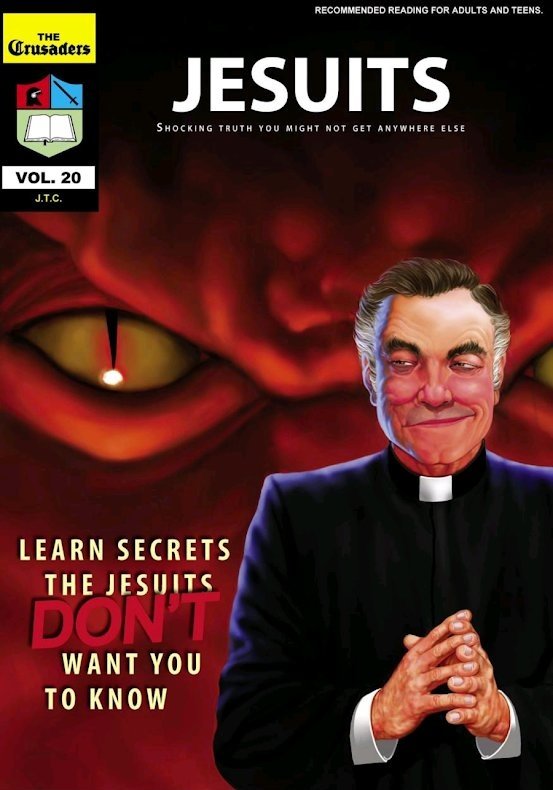 RECOMMENDED READING FOR ADULTS AND TEENS.
THE
Crusaders
VOL. 20
J.T.C.
JESUITS
SHOCKING TRUTH YOU MIGHT NOT GET ANYWHERE ELSE
LEARN SECRETS
THE JESUITS
DON'T
WANT YOU
TO KNOW